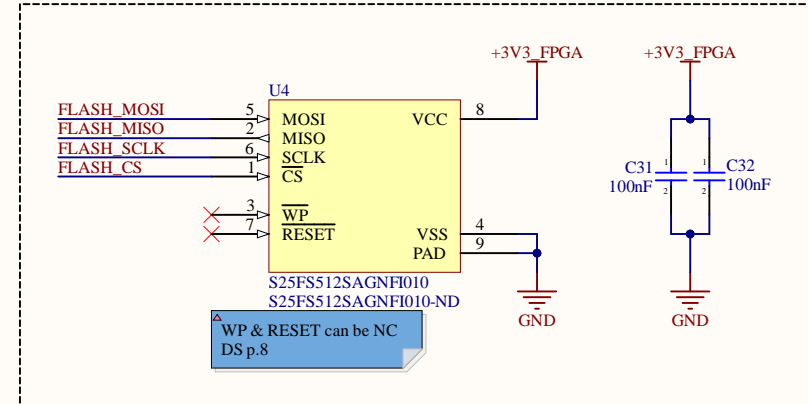 +3V3_FPGA
+3V3_FPGA
U4
FLASH_MOSI 5 MOSI VCC 8
FLASH_MISO 2 MISO
FLASH_SCLK 6 SCLK
FLASH_CS 1 CS
3 WP
7 RESET
VSS 4
PAD 9
S25FS512SAGNFI010
S25FS512SAGNFI010-ND
GND
WP & RESET can be NC
DS p.8
1 1
C31 C32
100nF 100nF
2 2
GND